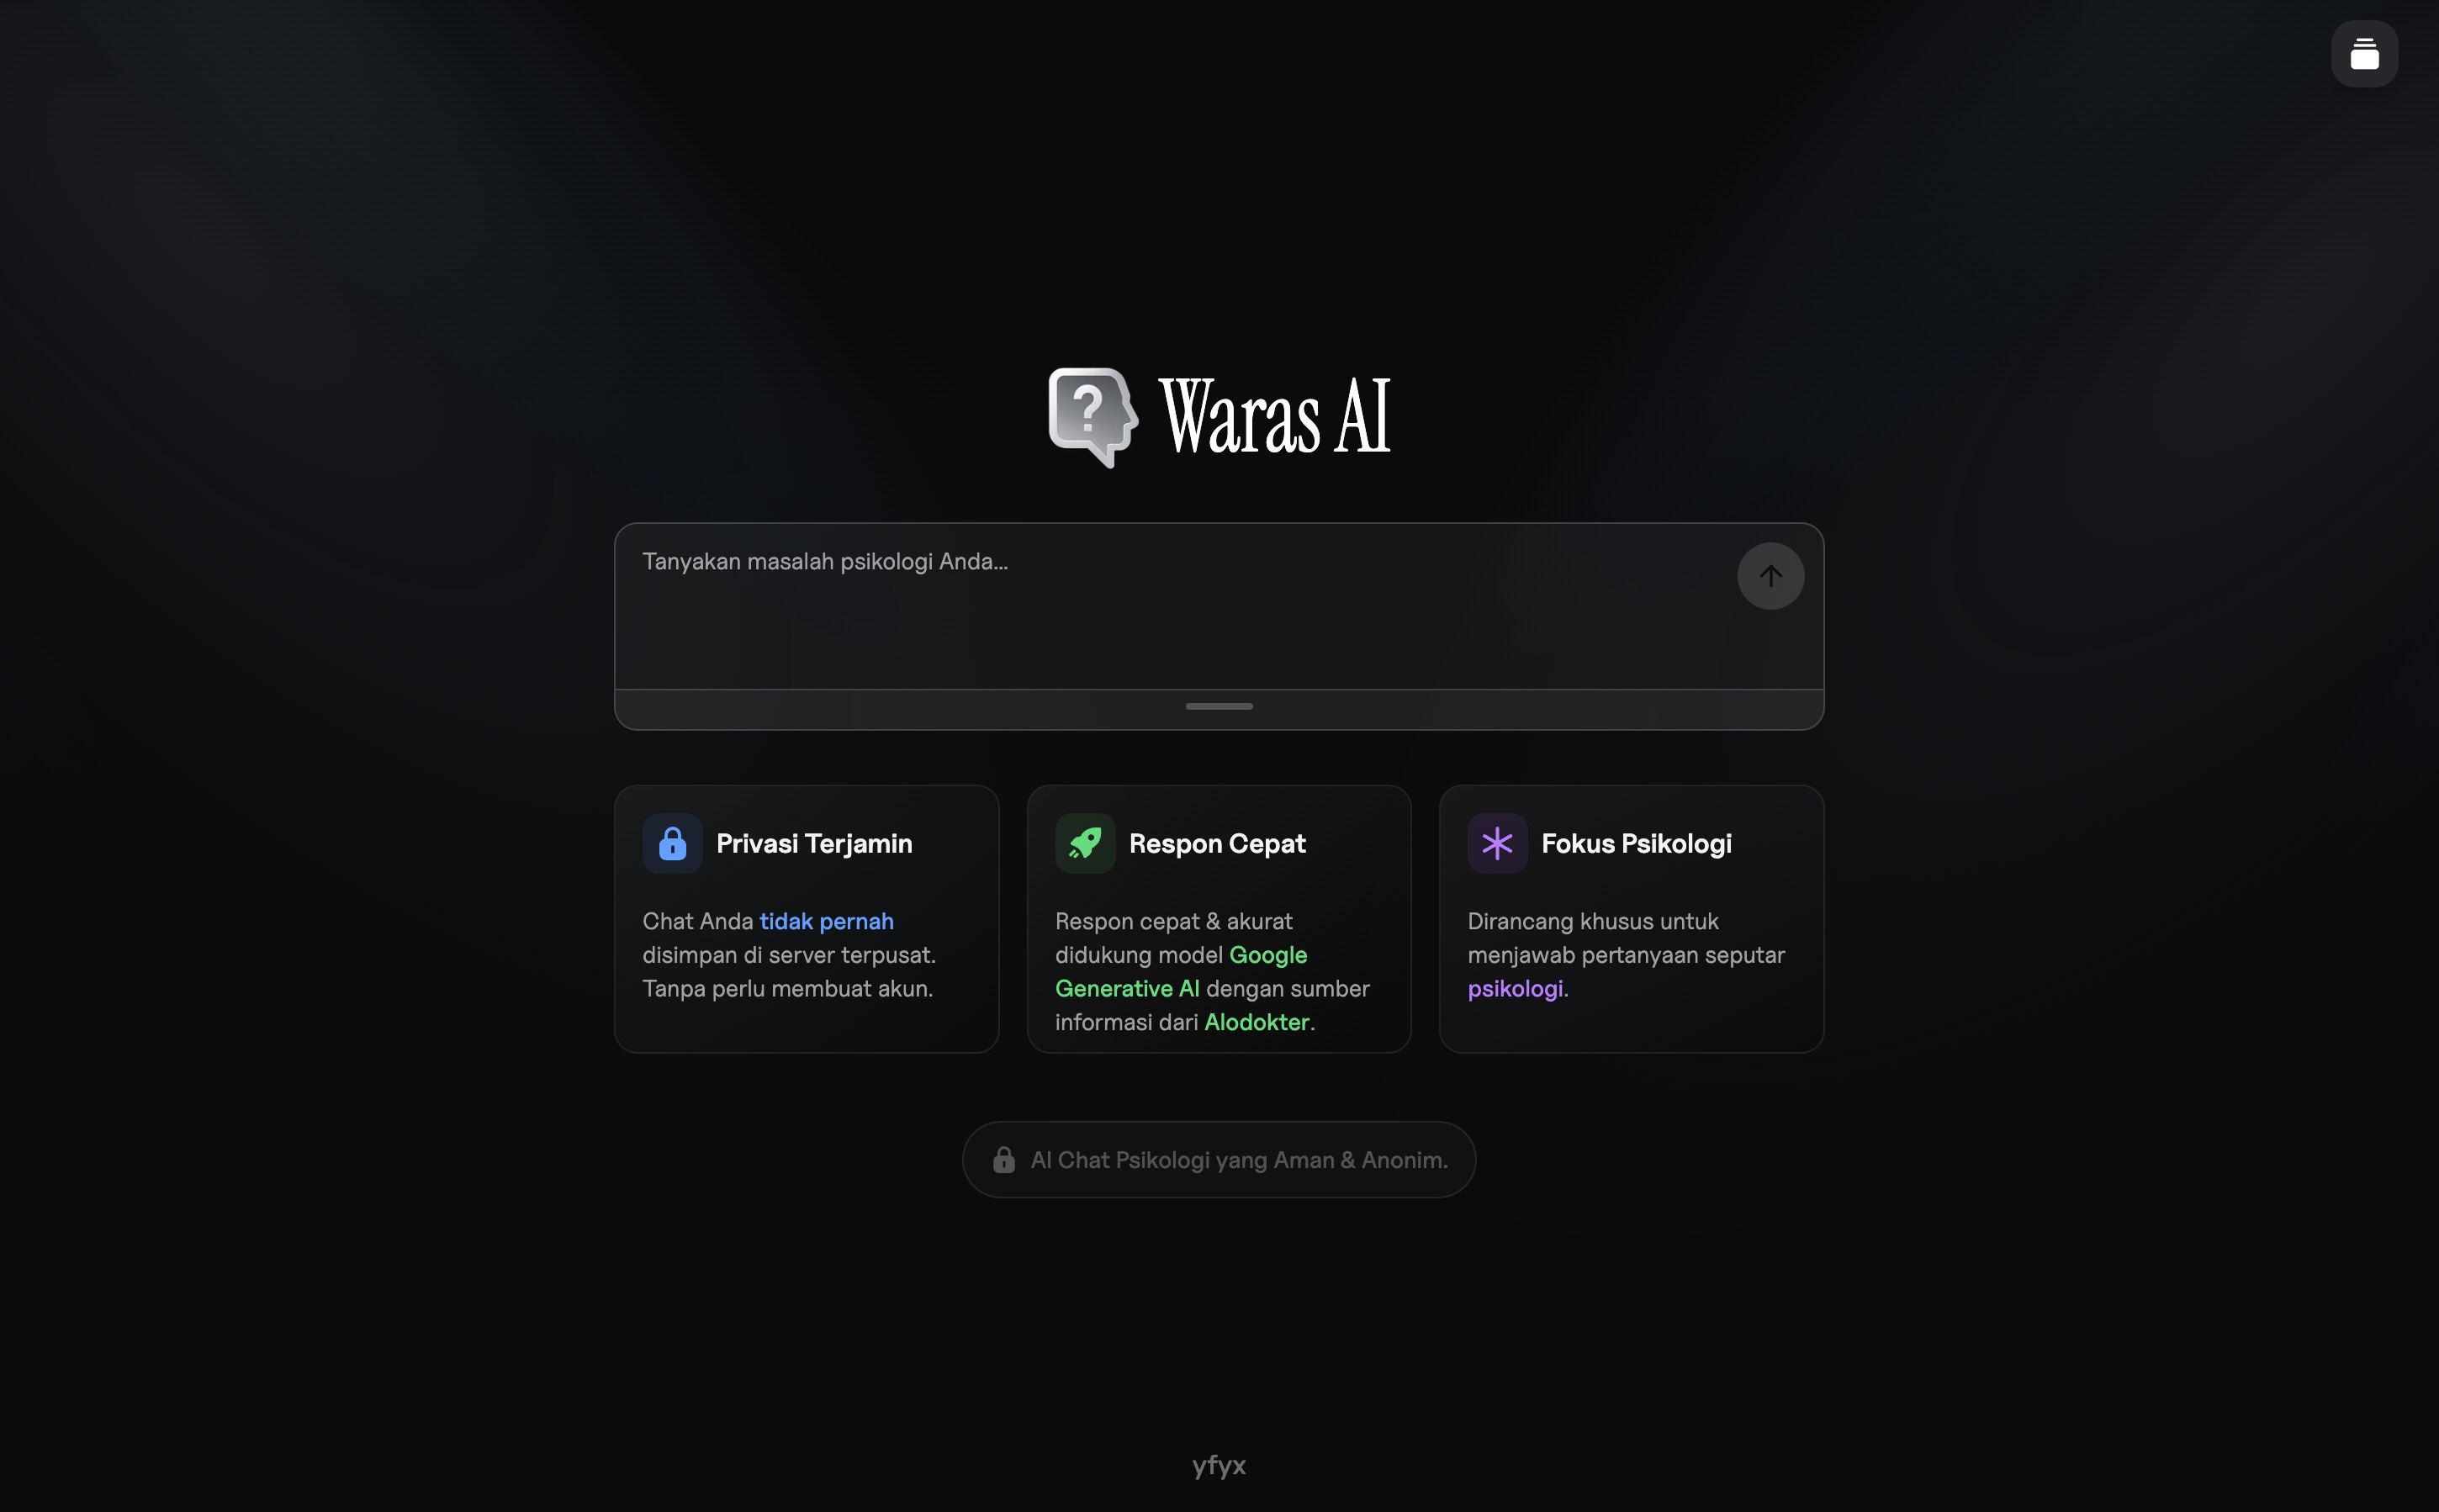 ?
Waras AI
Tanyakan masalah psikologi Anda...
Privasi Terjamin
Chat Anda tidak pernah
disimpan di server terpusat.
Tanpa perlu membuat akun.
Respon Cepat
Respon cepat & akurat
didukung model Google
Generative AI dengan sumber
informasi dari Alodokter.
Fokus Psikologi
Dirancang khusus untuk
menjawab pertanyaan seputar
psikologi.
AI Chat Psikologi yang Aman & Anonim.
yfyx